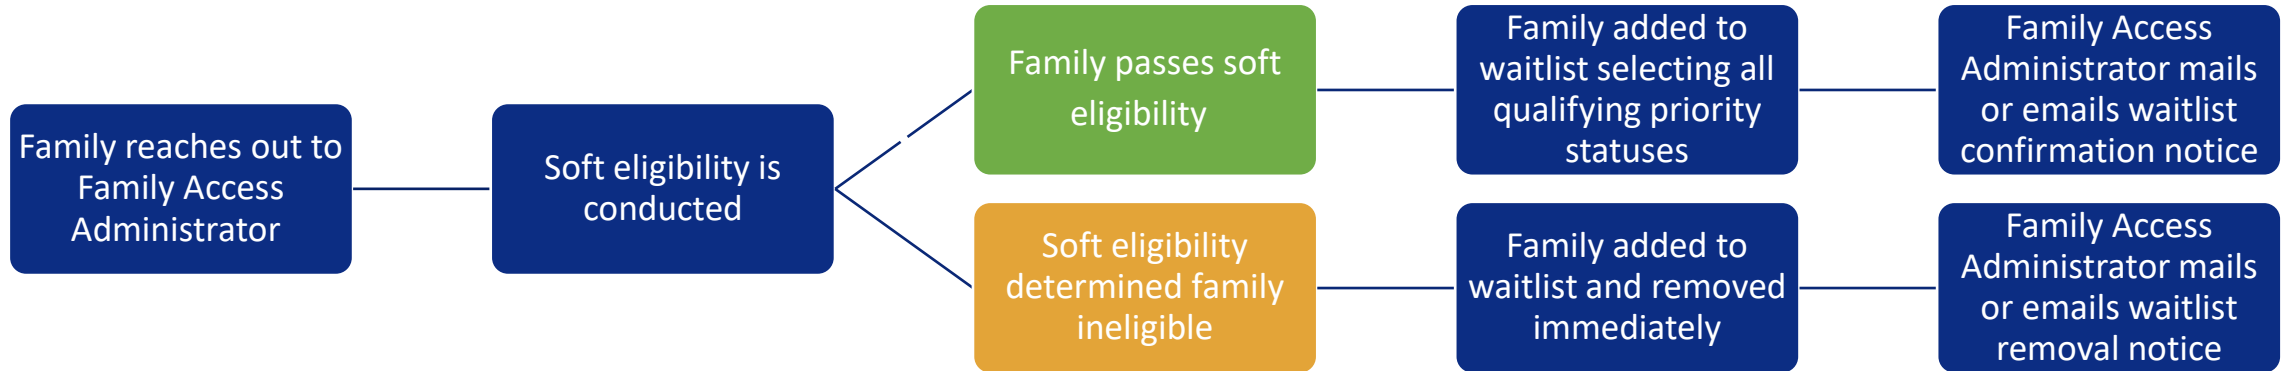 Family reaches out to
Family Access
Administrator
Soft eligibility is
conducted
Family passes soft
eligibility
Family added to
waitlist selecting all
qualifying priority
statuses
Family Access
Administrator mails
or emails waitlist
confirmation notice
Soft eligibility
determined family
ineligible
Family added to
waitlist and removed
immediately
Family Access
Administrator mails
or emails waitlist
removal notice